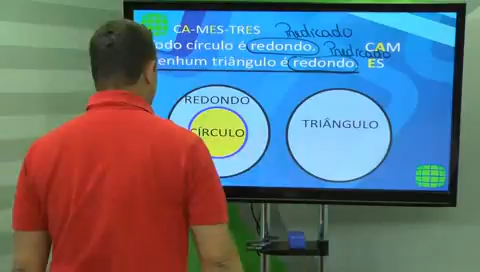 CA-MES-TRES Predicado
odo círculo é redondo. Predicado CAM
enhum triângulo é redondo. ES
REDONDO
CÍRCULO
TRIÂNGULO